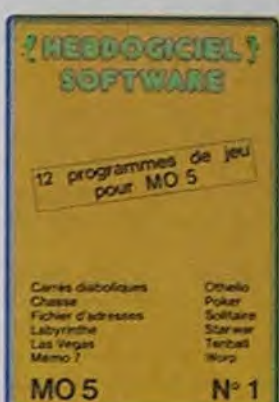 HEBDOGICIEL
SOFTWARE
12 programmes de jeu
pour MO 5
Carrés diaboliques
Chasse
Fichier d'adresses
Labyrinthe
Las Vegas
Mémo 7
Othello
Poker
Solitaire
Starwar
Tenball
Worp
MO 5 N° 1